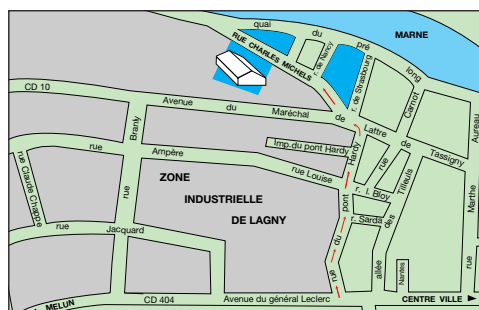 quai du pré long
MARNE
RUE CHARLES MICHELS
r. de Nancy
r. de Strasbourg
Carnot
CD 10
Avenue du Maréchal de Lattre de Tassigny
Aureau
Branly
Imp.du pont Hardy
Hardy
rue Ampère
rue
rue Louise
rue Claude Chappe
ZONE
INDUSTRIELLE
DE LAGNY
r. l. Bloy
Tilleuls
Marthe
r. Sarda
des
pont
rue
rue Jacquard
du
allée
rue
Nantes
rue
MELUN
CD 404
Avenue du général Leclerc
CENTRE VILLE